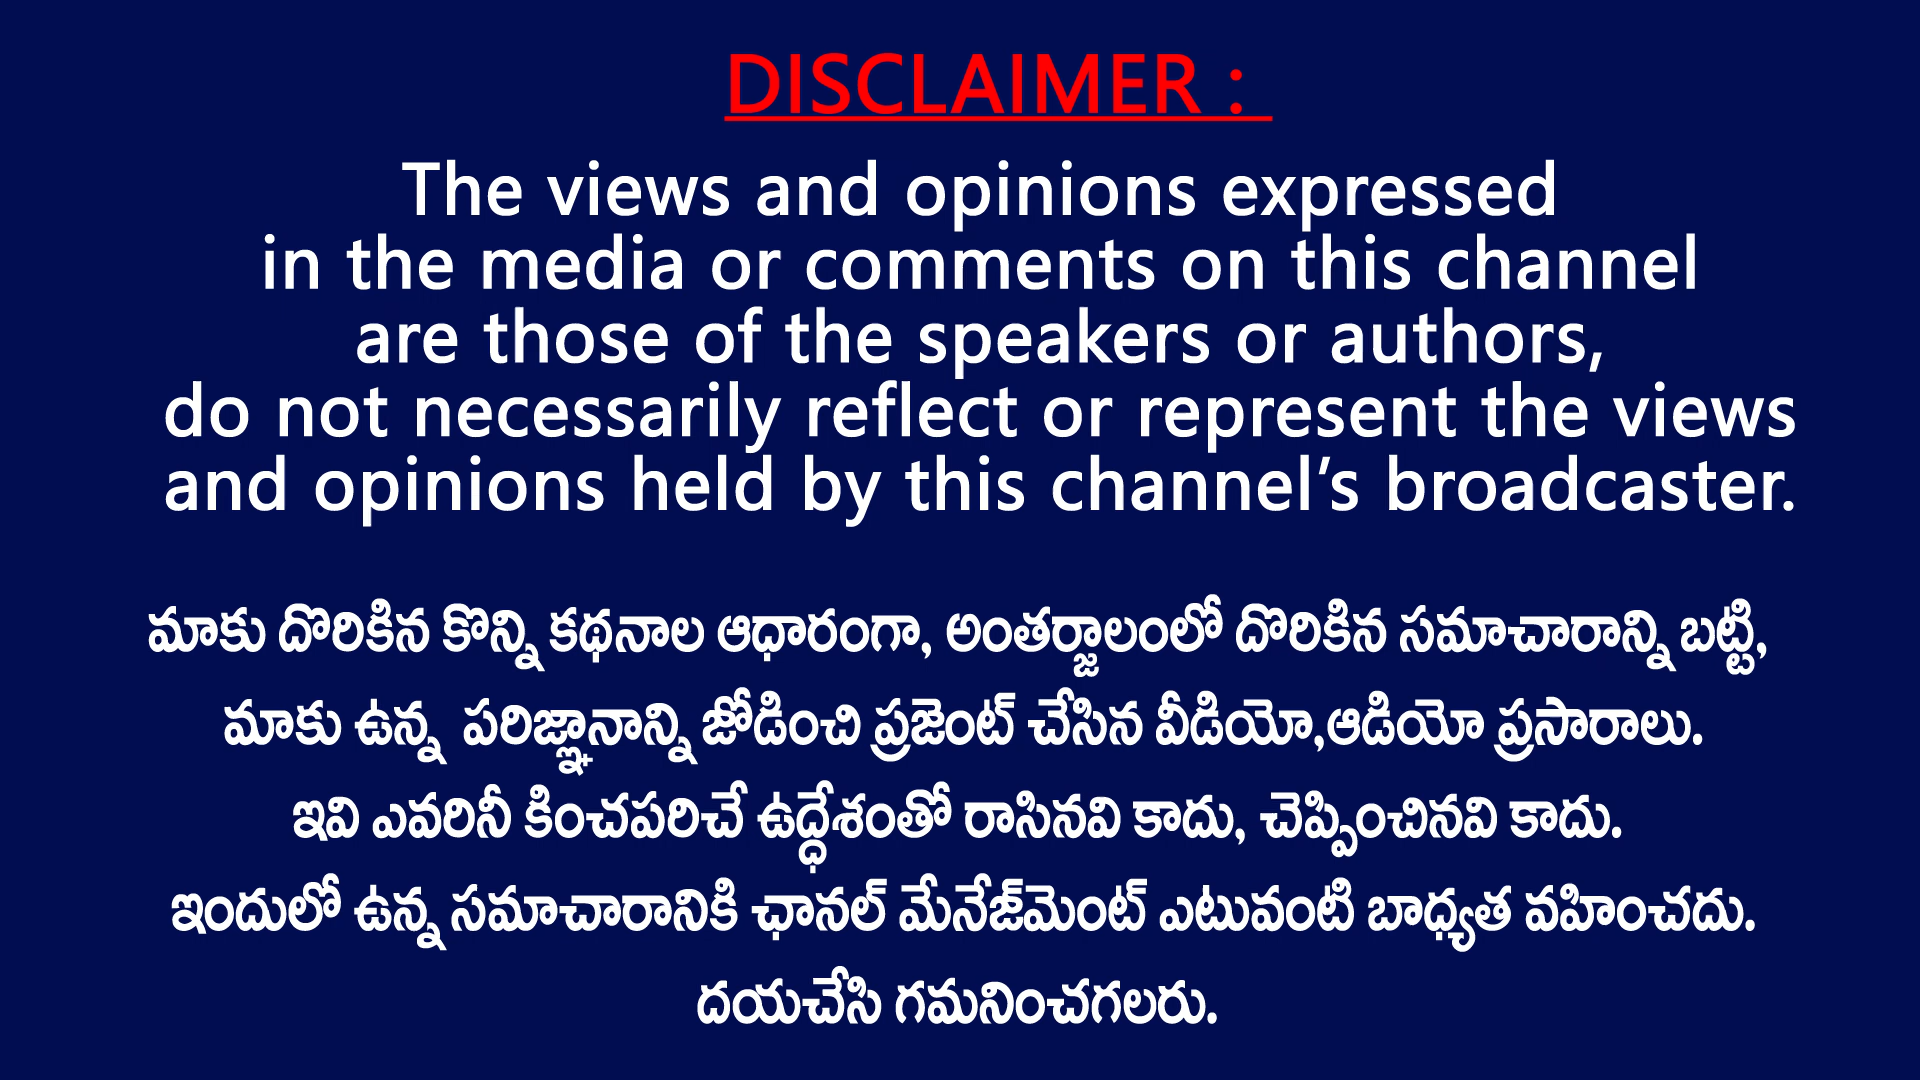 DISCLAIMER :
The views and opinions expressed
in the media or comments on this channel
are those of the speakers or authors,
do not necessarily reflect or represent the views
and opinions held by this channel’s broadcaster.
మాకు దొరికిన కొన్ని కథనాల ఆధారంగా, అంతర్జాలంలో దొరికిన సమాచారాన్ని బట్టి,
మాకు ఉన్న పరిజ్ఞానాన్ని జోడించి ప్రజెంట్ చేసిన వీడియో,ఆడియో ప్రసారాలు.
ఇవి ఎవరినీ కించపరిచే ఉద్ధేశంతో రాసినవి కాదు, చెప్పించినవి కాదు.
ఇందులో ఉన్న సమాచారానికి ఛానల్ మేనేజ్‌మెంట్ ఎటువంటి బాధ్యత వహించదు.
దయచేసి గమనించగలరు.